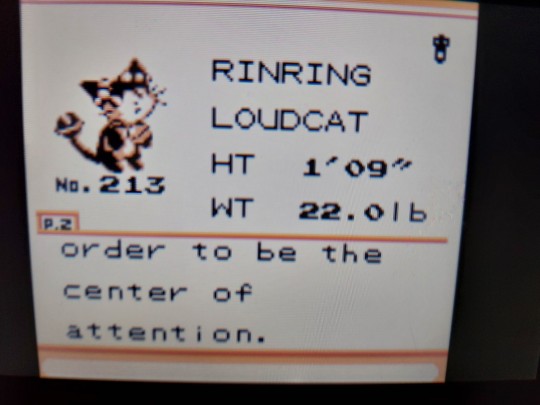 RINRING
LOUDCAT
HT 1′09″
No. 213
WT 22.0lb
P.2
order to be the
center of
attention.